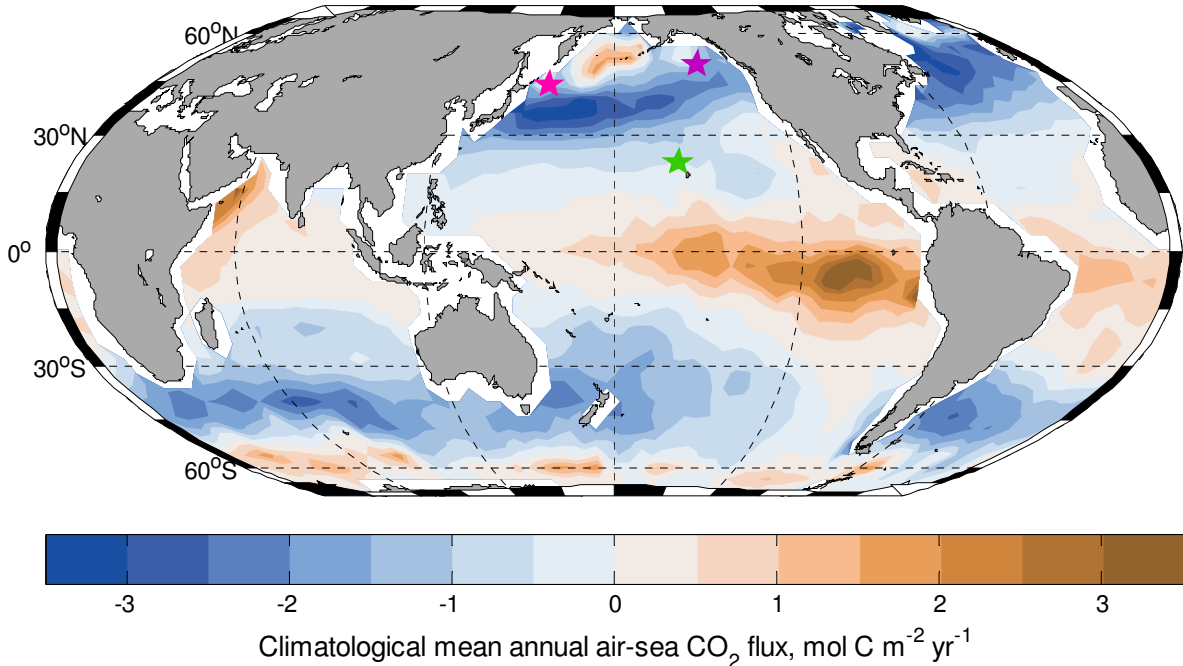 60°N
30°N
0°
30°S
60°S
-3 -2 -1 0 1 2 3
Climatological mean annual air-sea CO₂ flux, mol C m⁻² yr⁻¹